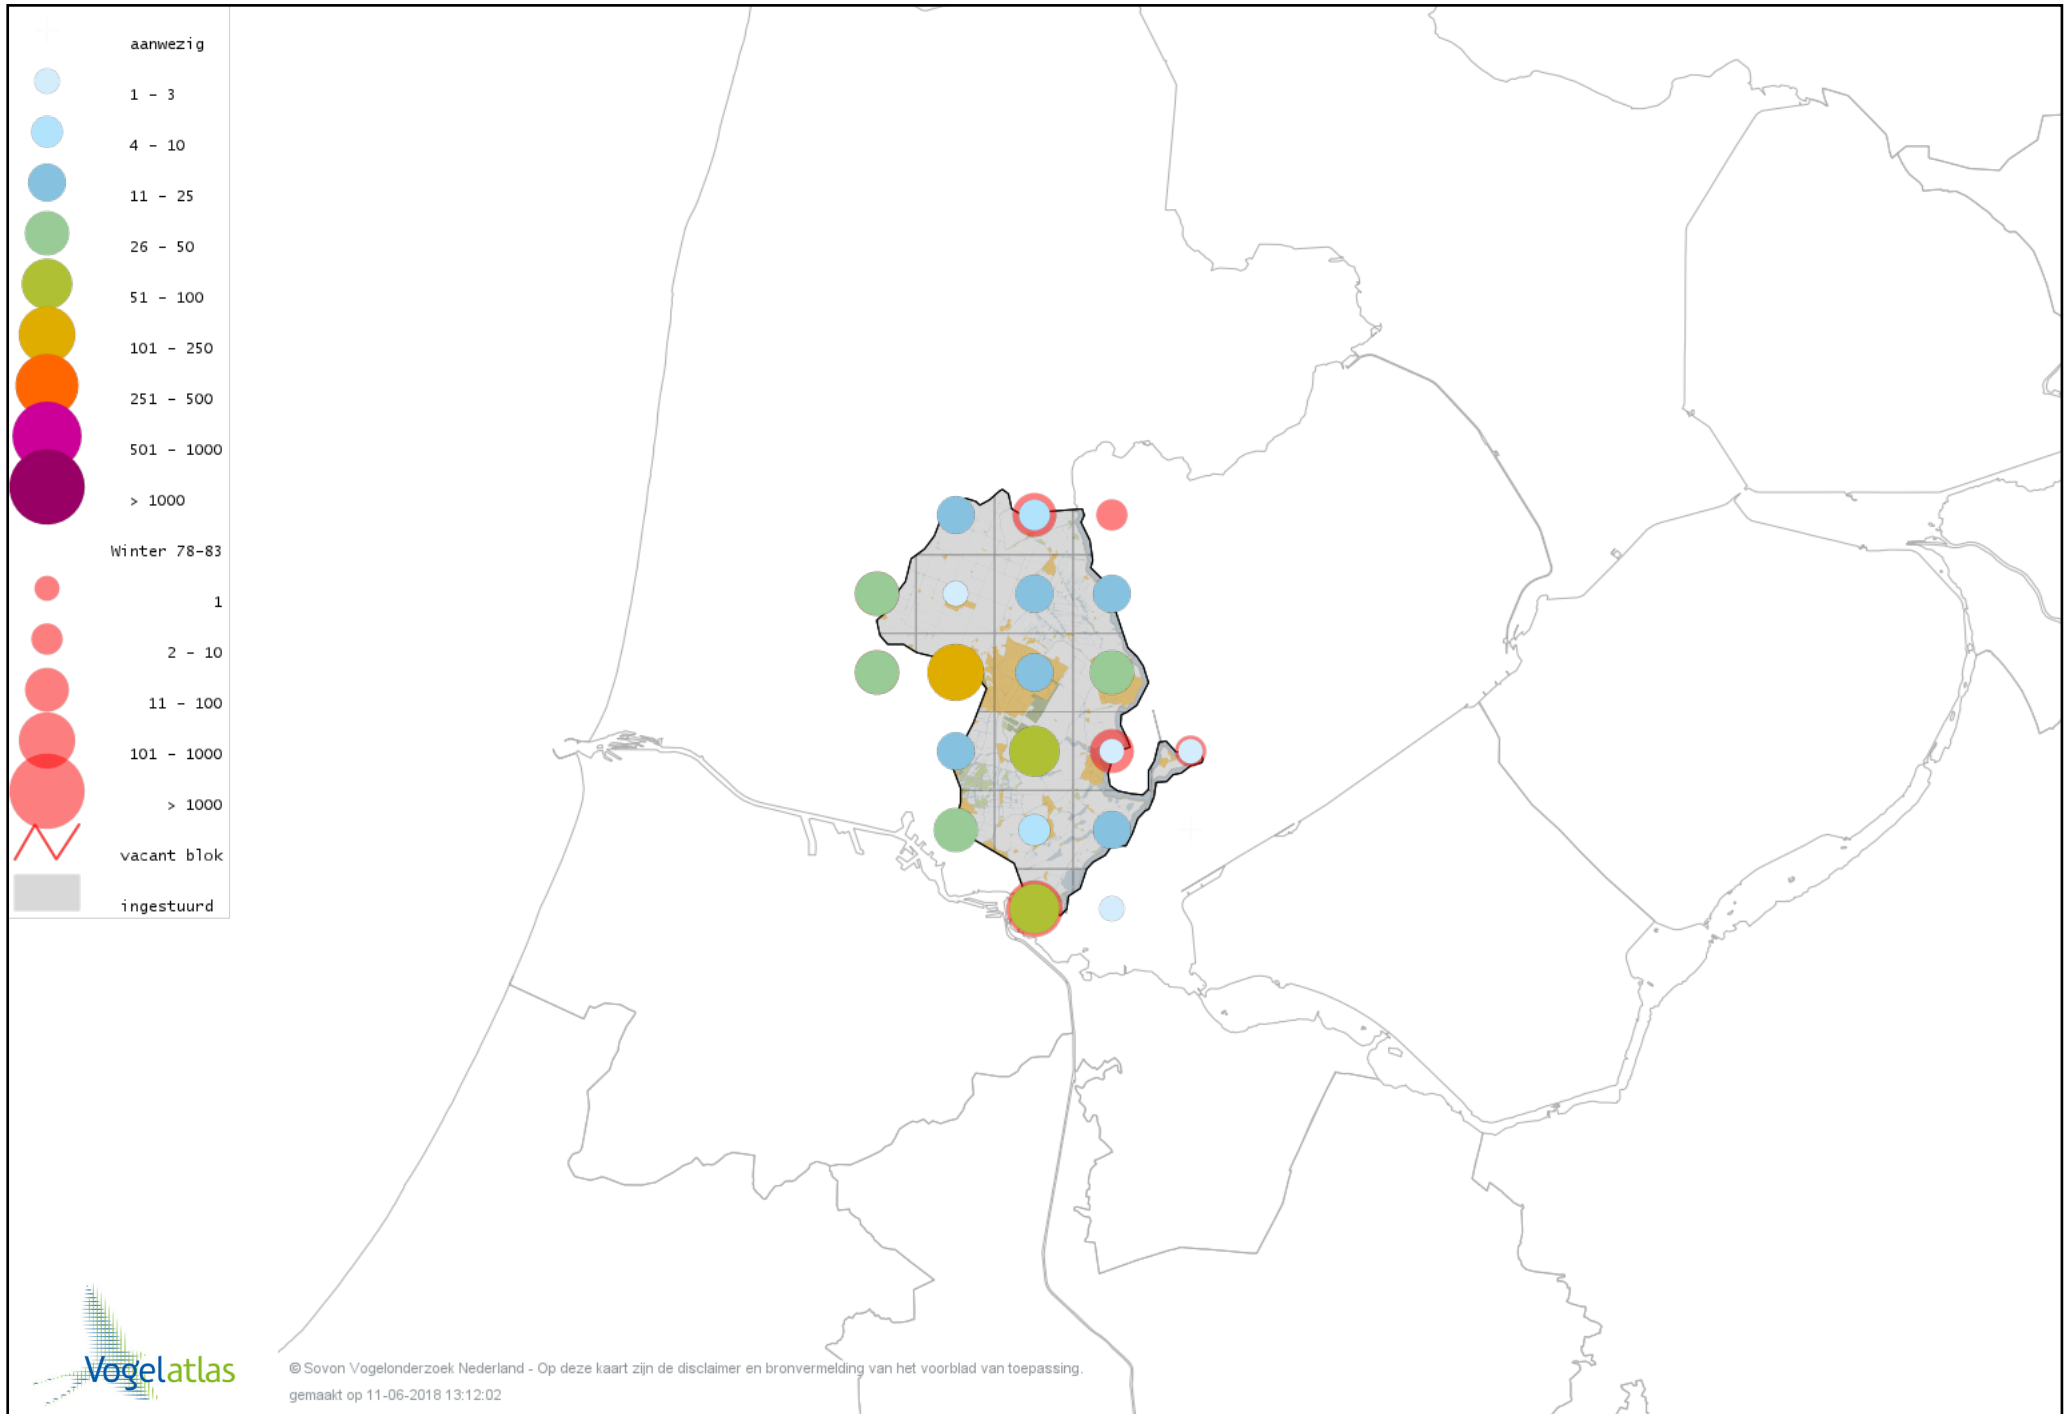 aanwezig
1 - 3
4 - 10
11 - 25
26 - 50
51 - 100
101 - 250
251 - 500
501 - 1000
> 1000
Winter 78-83
1
2 - 10
11 - 100
101 - 1000
> 1000
vacant blok
ingestuurd
Vogelatlas
© Sovon Vogelonderzoek Nederland - Op deze kaart zijn de disclaimer en bronvermelding van het voorblad van toepassing.
gemaakt op 11-06-2018 13:12:02